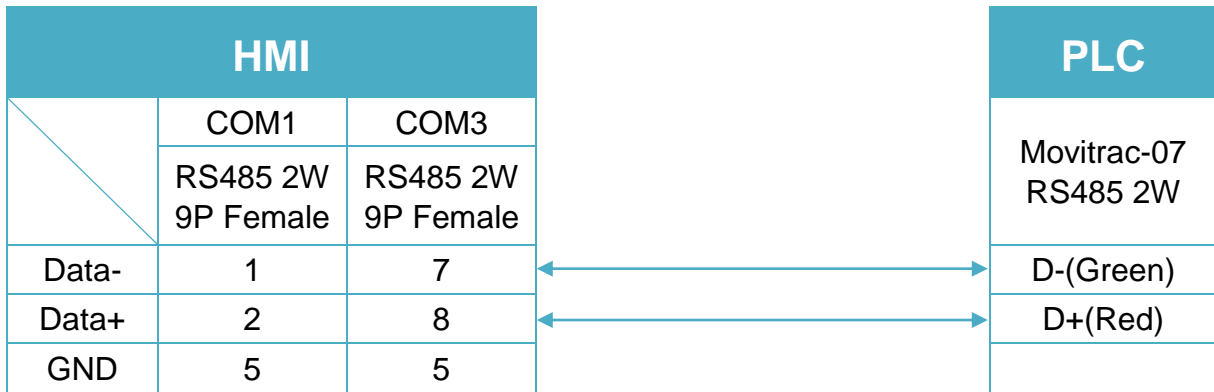 HMI
PLC
COM1 COM3
RS485 2W RS485 2W
9P Female 9P Female
Movitrac-07
RS485 2W
Data- 1 7 D-(Green)
Data+ 2 8 D+(Red)
GND 5 5